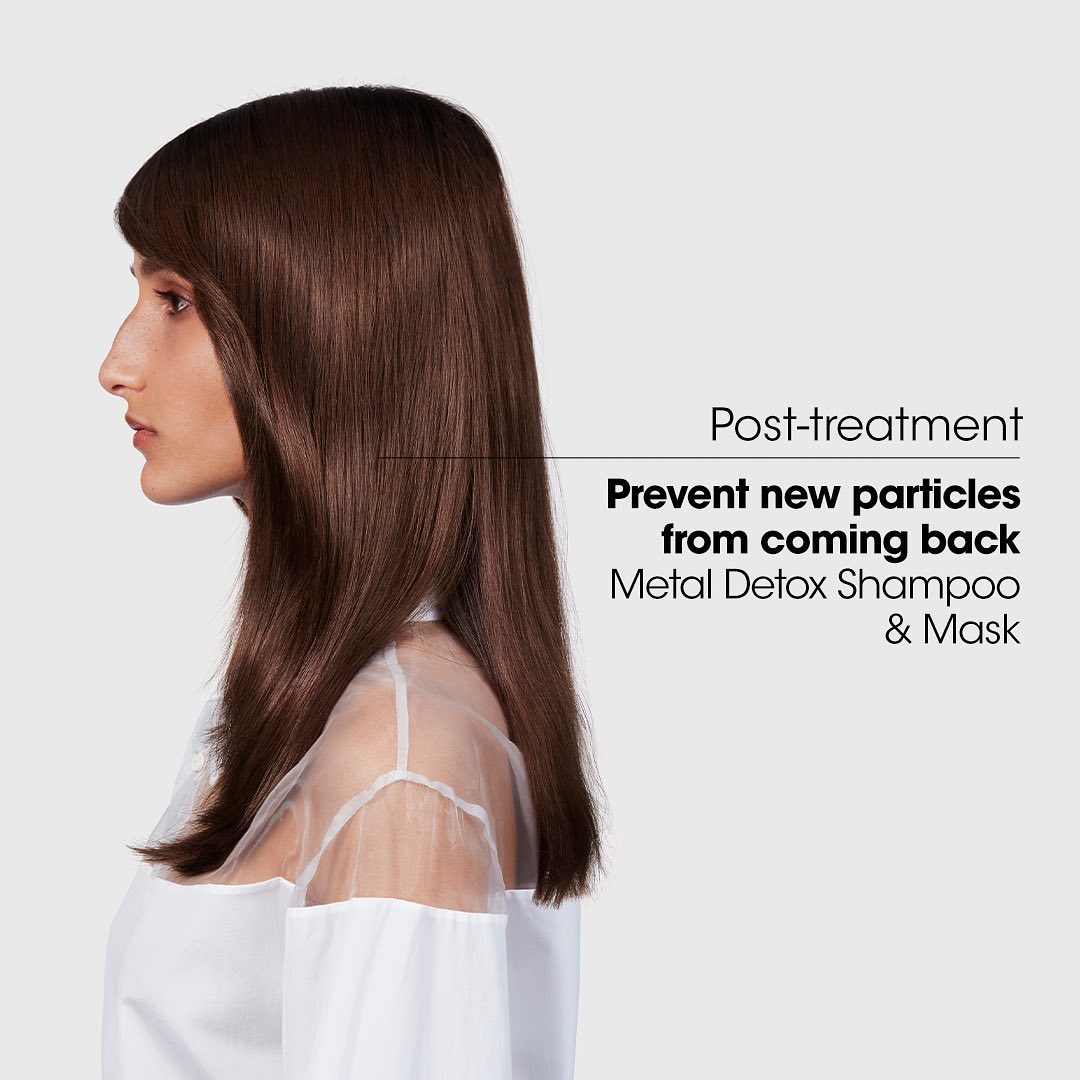 Post-treatment
Prevent new particles
from coming back
Metal Detox Shampoo
& Mask